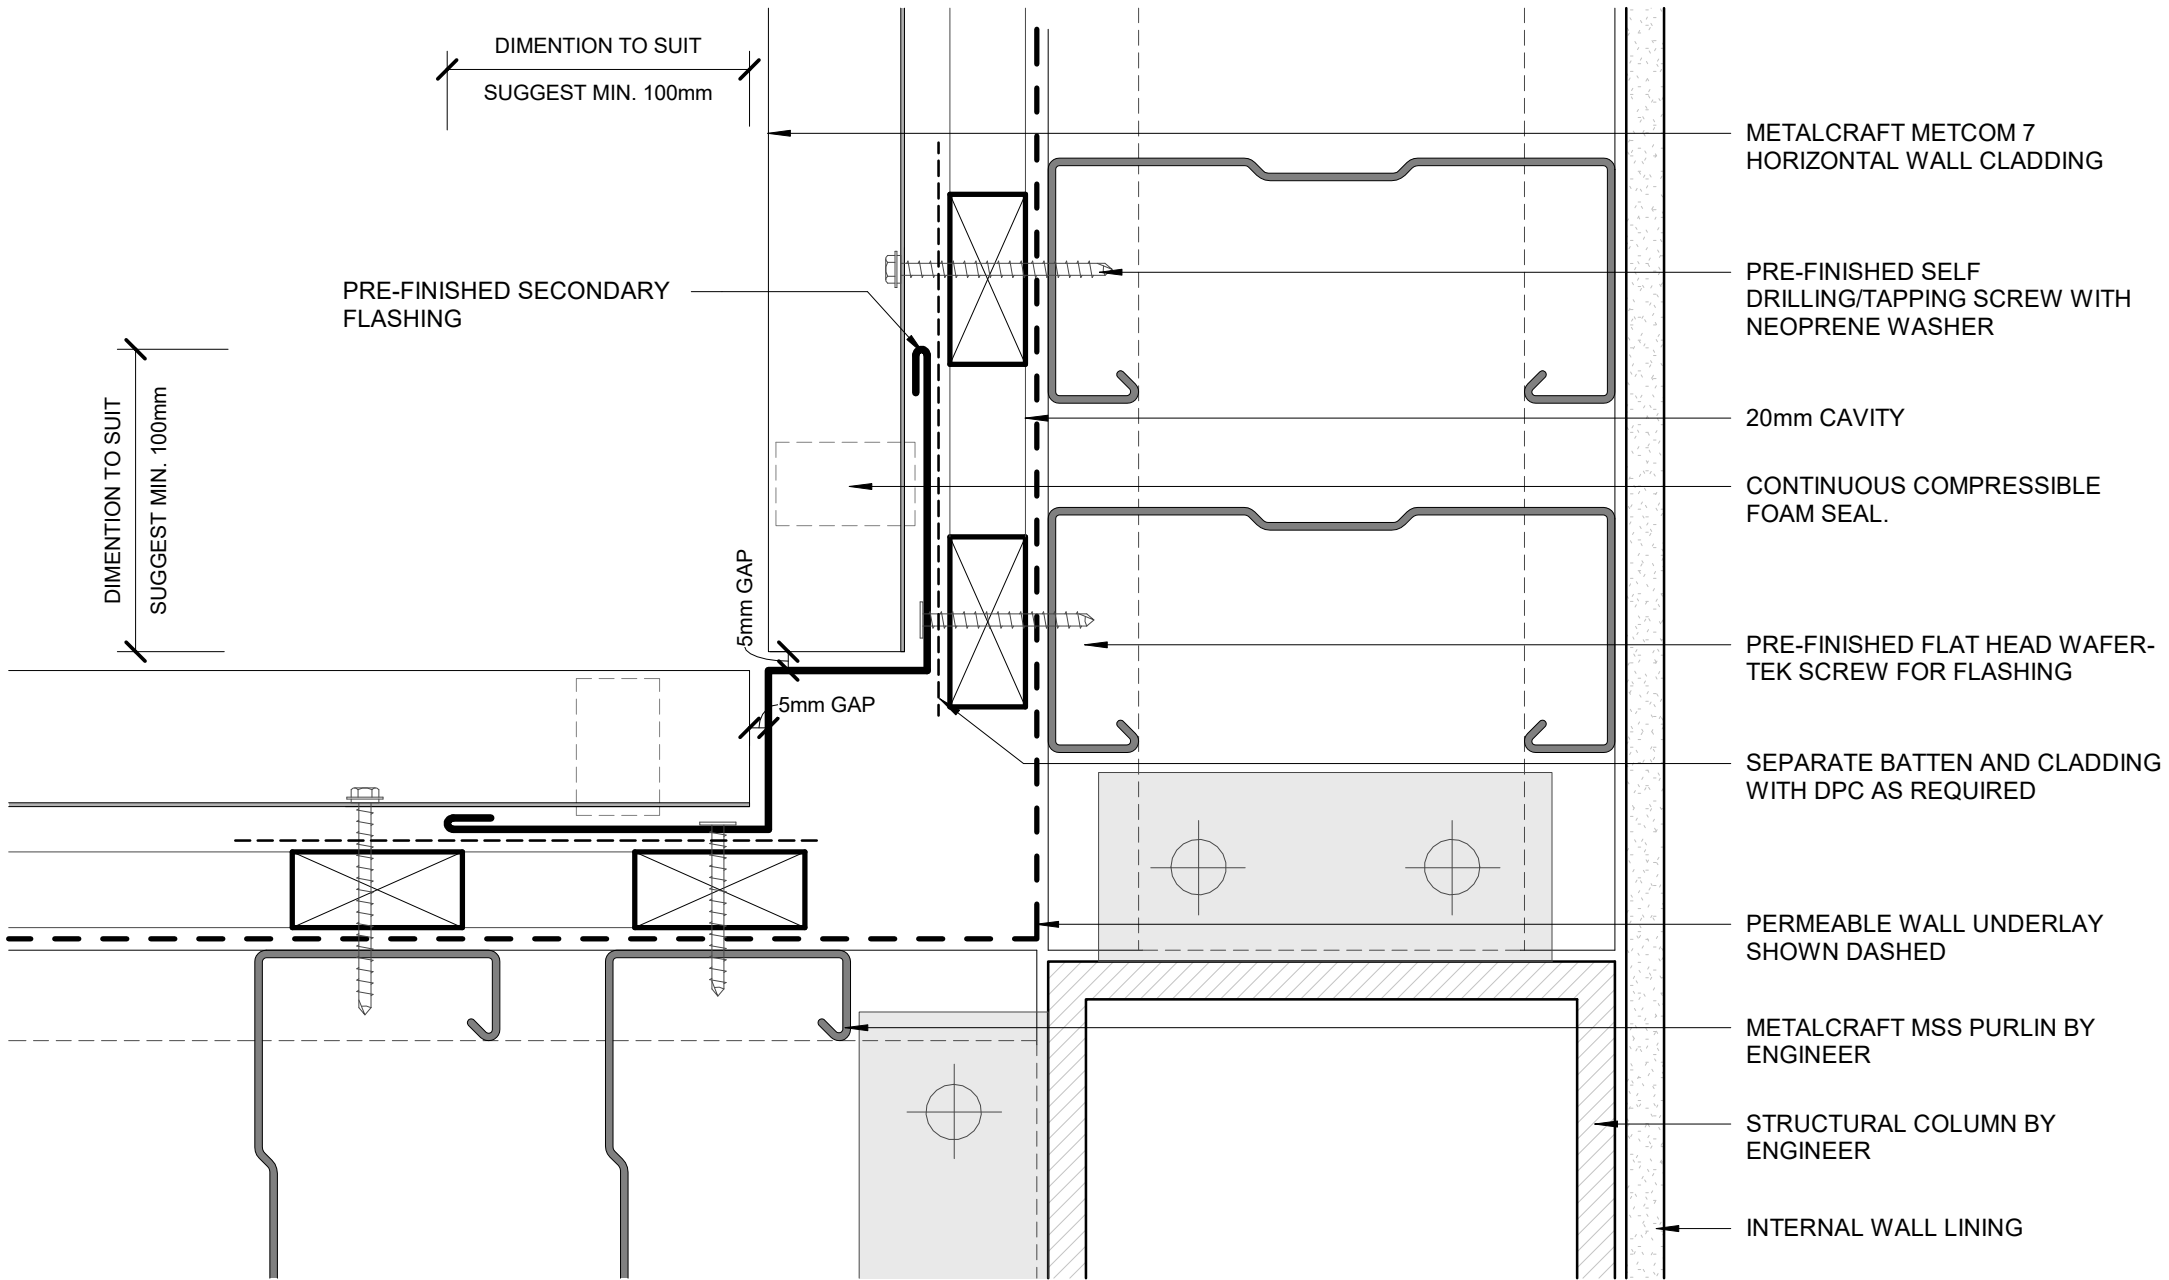 DIMENTION TO SUIT
SUGGEST MIN. 100mm
PRE-FINISHED SECONDARY
FLASHING
DIMENTION TO SUIT
SUGGEST MIN. 100mm
5mm GAP
5mm GAP
METALCRAFT METCOM 7
HORIZONTAL WALL CLADDING
PRE-FINISHED SELF
DRILLING/TAPPING SCREW WITH
NEOPRENE WASHER
20mm CAVITY
CONTINUOUS COMPRESSIBLE
FOAM SEAL.
PRE-FINISHED FLAT HEAD WAFER-
TEK SCREW FOR FLASHING
SEPARATE BATTEN AND CLADDING
WITH DPC AS REQUIRED
PERMEABLE WALL UNDERLAY
SHOWN DASHED
METALCRAFT MSS PURLIN BY
ENGINEER
STRUCTURAL COLUMN BY
ENGINEER
INTERNAL WALL LINING